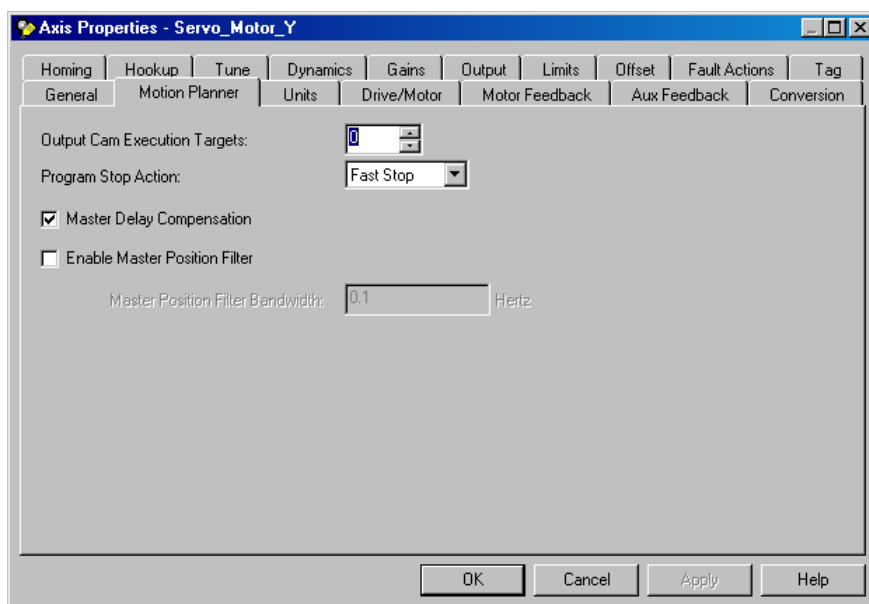 Axis Properties - Servo_Motor_Y
Homing Hookup Tune Dynamics Gains Output Limits Offset Fault Actions Tag
General Motion Planner Units Drive/Motor Motor Feedback Aux Feedback Conversion
Output Cam Execution Targets: 0
Program Stop Action: Fast Stop
Master Delay Compensation
Enable Master Position Filter
Master Position Filter Bandwidth: 0.1 Hertz
OK Cancel Apply Help